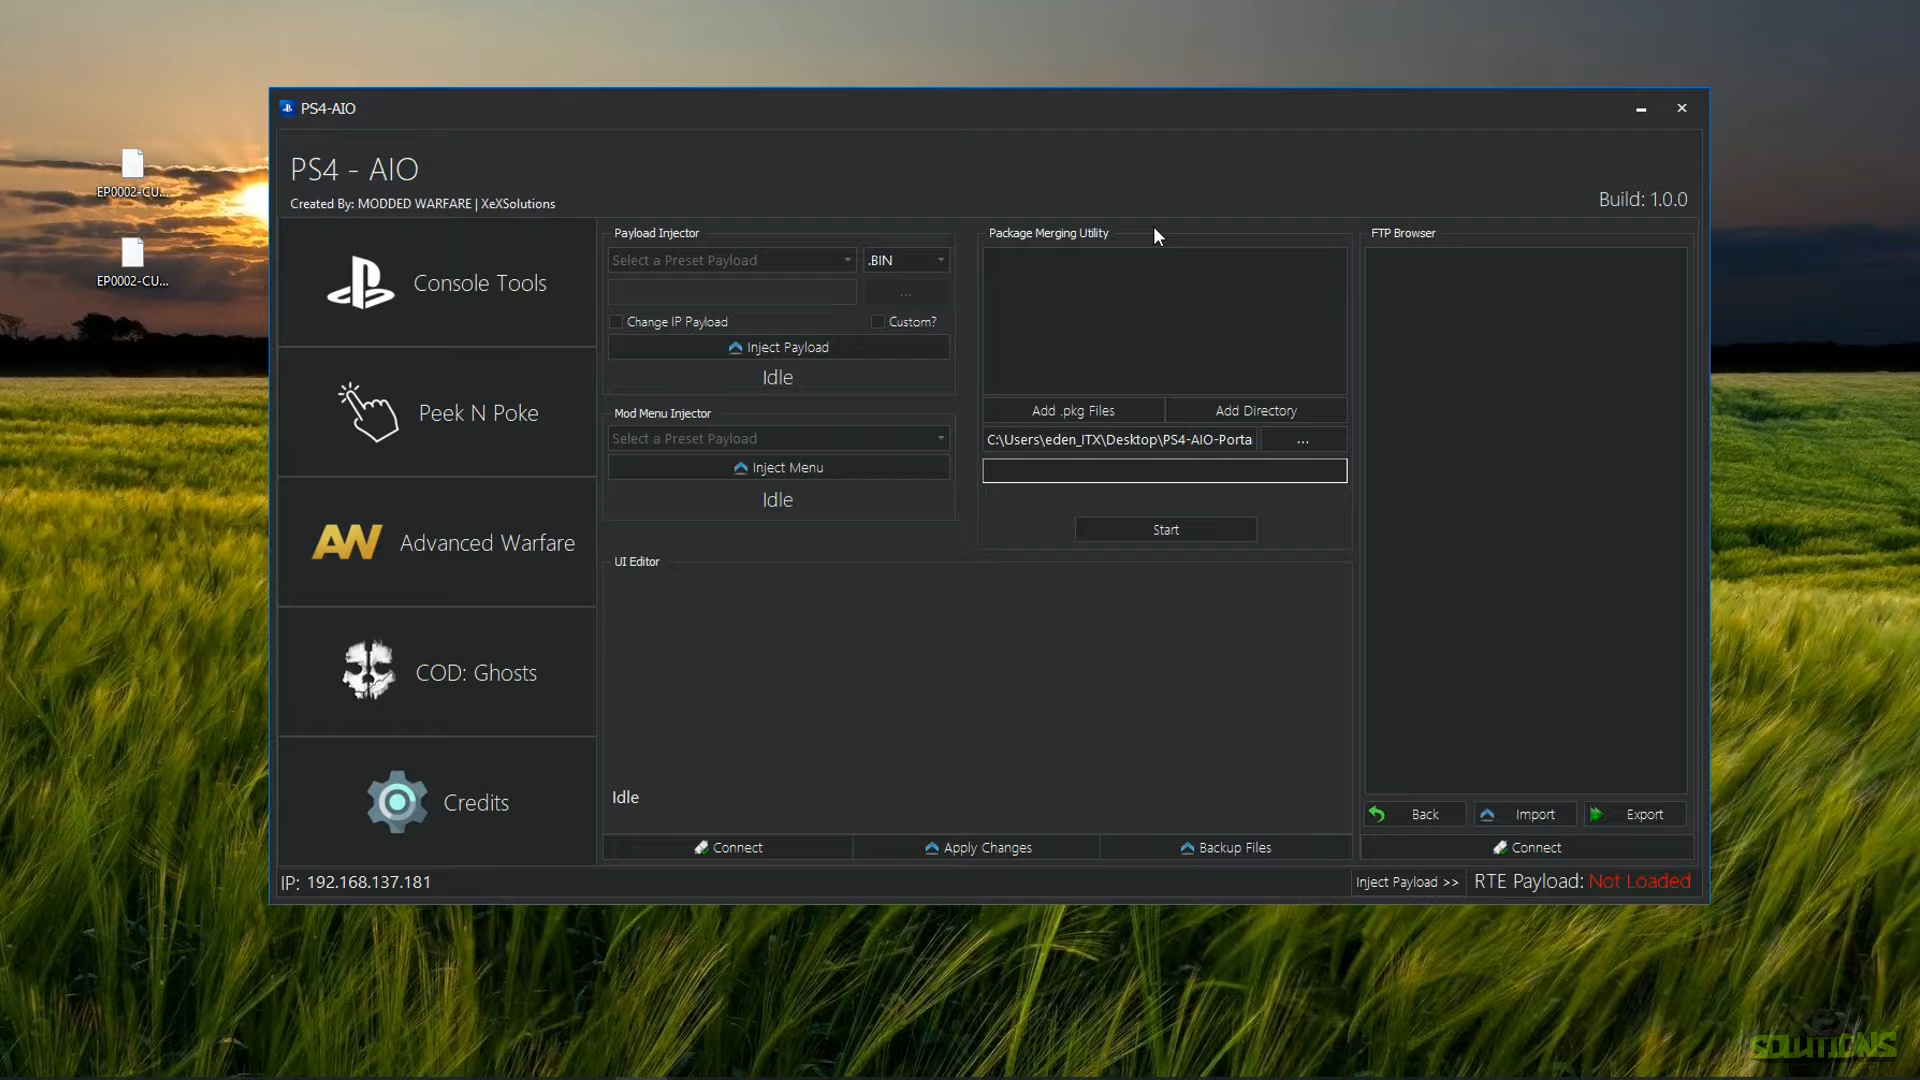 PS4-AIO
PS4 - AIO
Created By: MODDED WARFARE | XeXSolutions
Build: 1.0.0
EP0002-CU...
EP0002-CU...
Console Tools
Peek N Poke
AW
Advanced Warfare
COD: Ghosts
Credits
Payload Injector
Select a Preset Payload
.BIN
...
Change IP Payload
Custom?
Inject Payload
Idle
Mod Menu Injector
Select a Preset Payload
Inject Menu
Idle
Package Merging Utility
Add .pkg Files
Add Directory
C:\Users\eden_ITX\Desktop\PS4-AIO-Porta
...
Start
UI Editor
Idle
Connect
Apply Changes
Backup Files
FTP Browser
Back
Import
Export
Connect
IP: 192.168.137.181
Inject Payload >>
RTE Payload: Not Loaded
SOLUTIONS